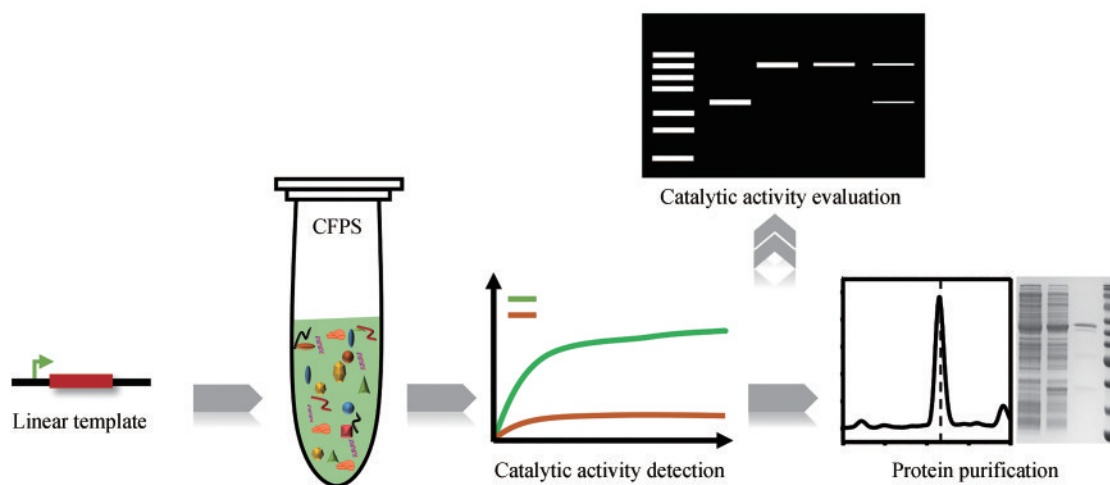 Catalytic activity evaluation
CFPS
Linear template
Catalytic activity detection
Protein purification